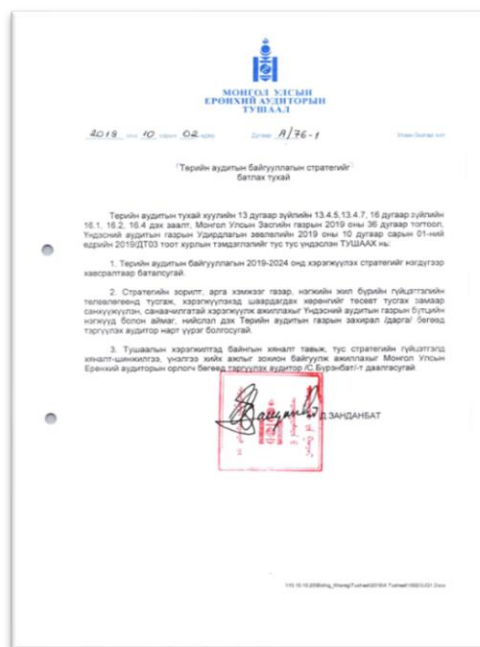 МОНГОЛ УЛСЫН
ЕРӨНХИЙ АУДИТОРЫН
ТУШААЛ
2019 оны 10 сарын 02 өдөр Дугаар А/76-1 Улаанбаатар хот
Төрийн аудитын байгууллагын стратегийг
батлах тухай
Төрийн аудитын тухай хуулийн 13 дугаар зүйлийн 13.4.5,13.4.7, 16 дугаар зүйлийн
16.1, 16.2, 16.4 дэх заалт, Монгол Улсын Засгийн газрын 2019 оны 36 дугаар тогтоол,
Үндэсний аудитын газрын Удирдлагын зөвлөлийн 2019 оны 10 дугаар сарын 01-ний
өдрийн 2019/ДТ03 тоот хурлын тэмдэглэлийг тус тус үндэслэн ТУШААХ нь:
1. Төрийн аудитын байгууллагын 2019-2024 онд хэрэгжүүлэх стратегийг нэгдүгээр
хавсралтаар баталсугай.
2. Стратегийн зорилт, арга хэмжээг газар, нэгжийн жил бүрийн гүйцэтгэлийн
төлөвлөгөөнд тусгаж, хэрэгжүүлэхэд шаардагдах хөрөнгийг төсөвт тусгах замаар
санхүүжүүлэн, санаачилгатай хэрэгжүүлж ажиллахыг Үндэсний аудитын газрын бүтцийн
нэгжүүд болон аймаг, нийслэл дэх Төрийн аудитын газрын захирал /дарга/ бөгөөд
тэргүүлэх аудитор нарт үүрэг болгосугай.
3. Тушаалын хэрэгжилтэд байнгын хяналт тавьж, тус стратегийн гүйцэтгэлд
хяналт-шинжилгээ, үнэлгээ хийх ажлыг зохион байгуулж ажиллахыг Монгол Улсын
Ерөнхий аудиторын орлогч бөгөөд тэргүүлэх аудитор /С.Бүрэнбат/-т даалгасугай.
Д.ЗАНДАНБАТ